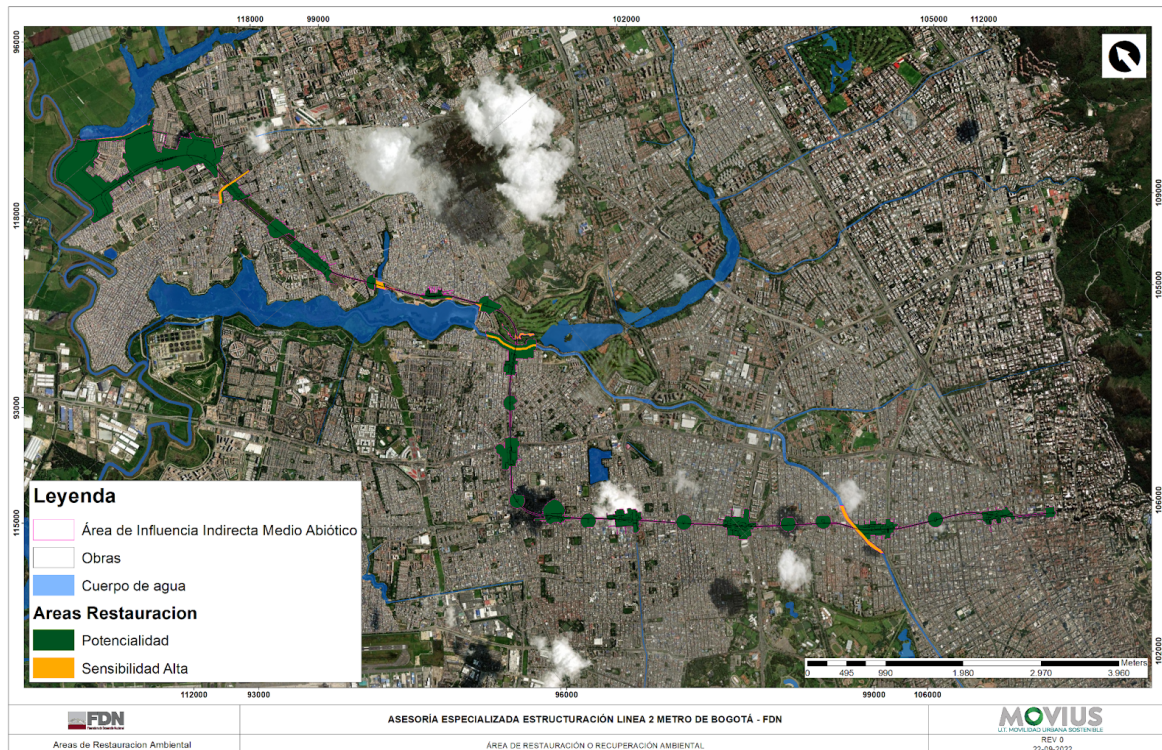 118000 99000 102000 105000 112000
96000
118000
93000
115000
109000
105000
106000
102000
Leyenda
Área de Influencia Indirecta Medio Abiótico
Obras
Cuerpo de agua
Areas Restauracion
Potencialidad
Sensibilidad Alta
Meters
0 495 990 1.980 2.970 3.960
112000 93000 96000 99000 106000
FDN
ASESORÍA ESPECIALIZADA ESTRUCTURACIÓN LINEA 2 METRO DE BOGOTÁ - FDN
MOVIUS
U.T. MOVILIDAD URBANA SOSTENIBLE
Areas de Restauracion Ambiental
ÁREA DE RESTAURACIÓN O RECUPERACIÓN AMBIENTAL
REV 0
22-09-2022